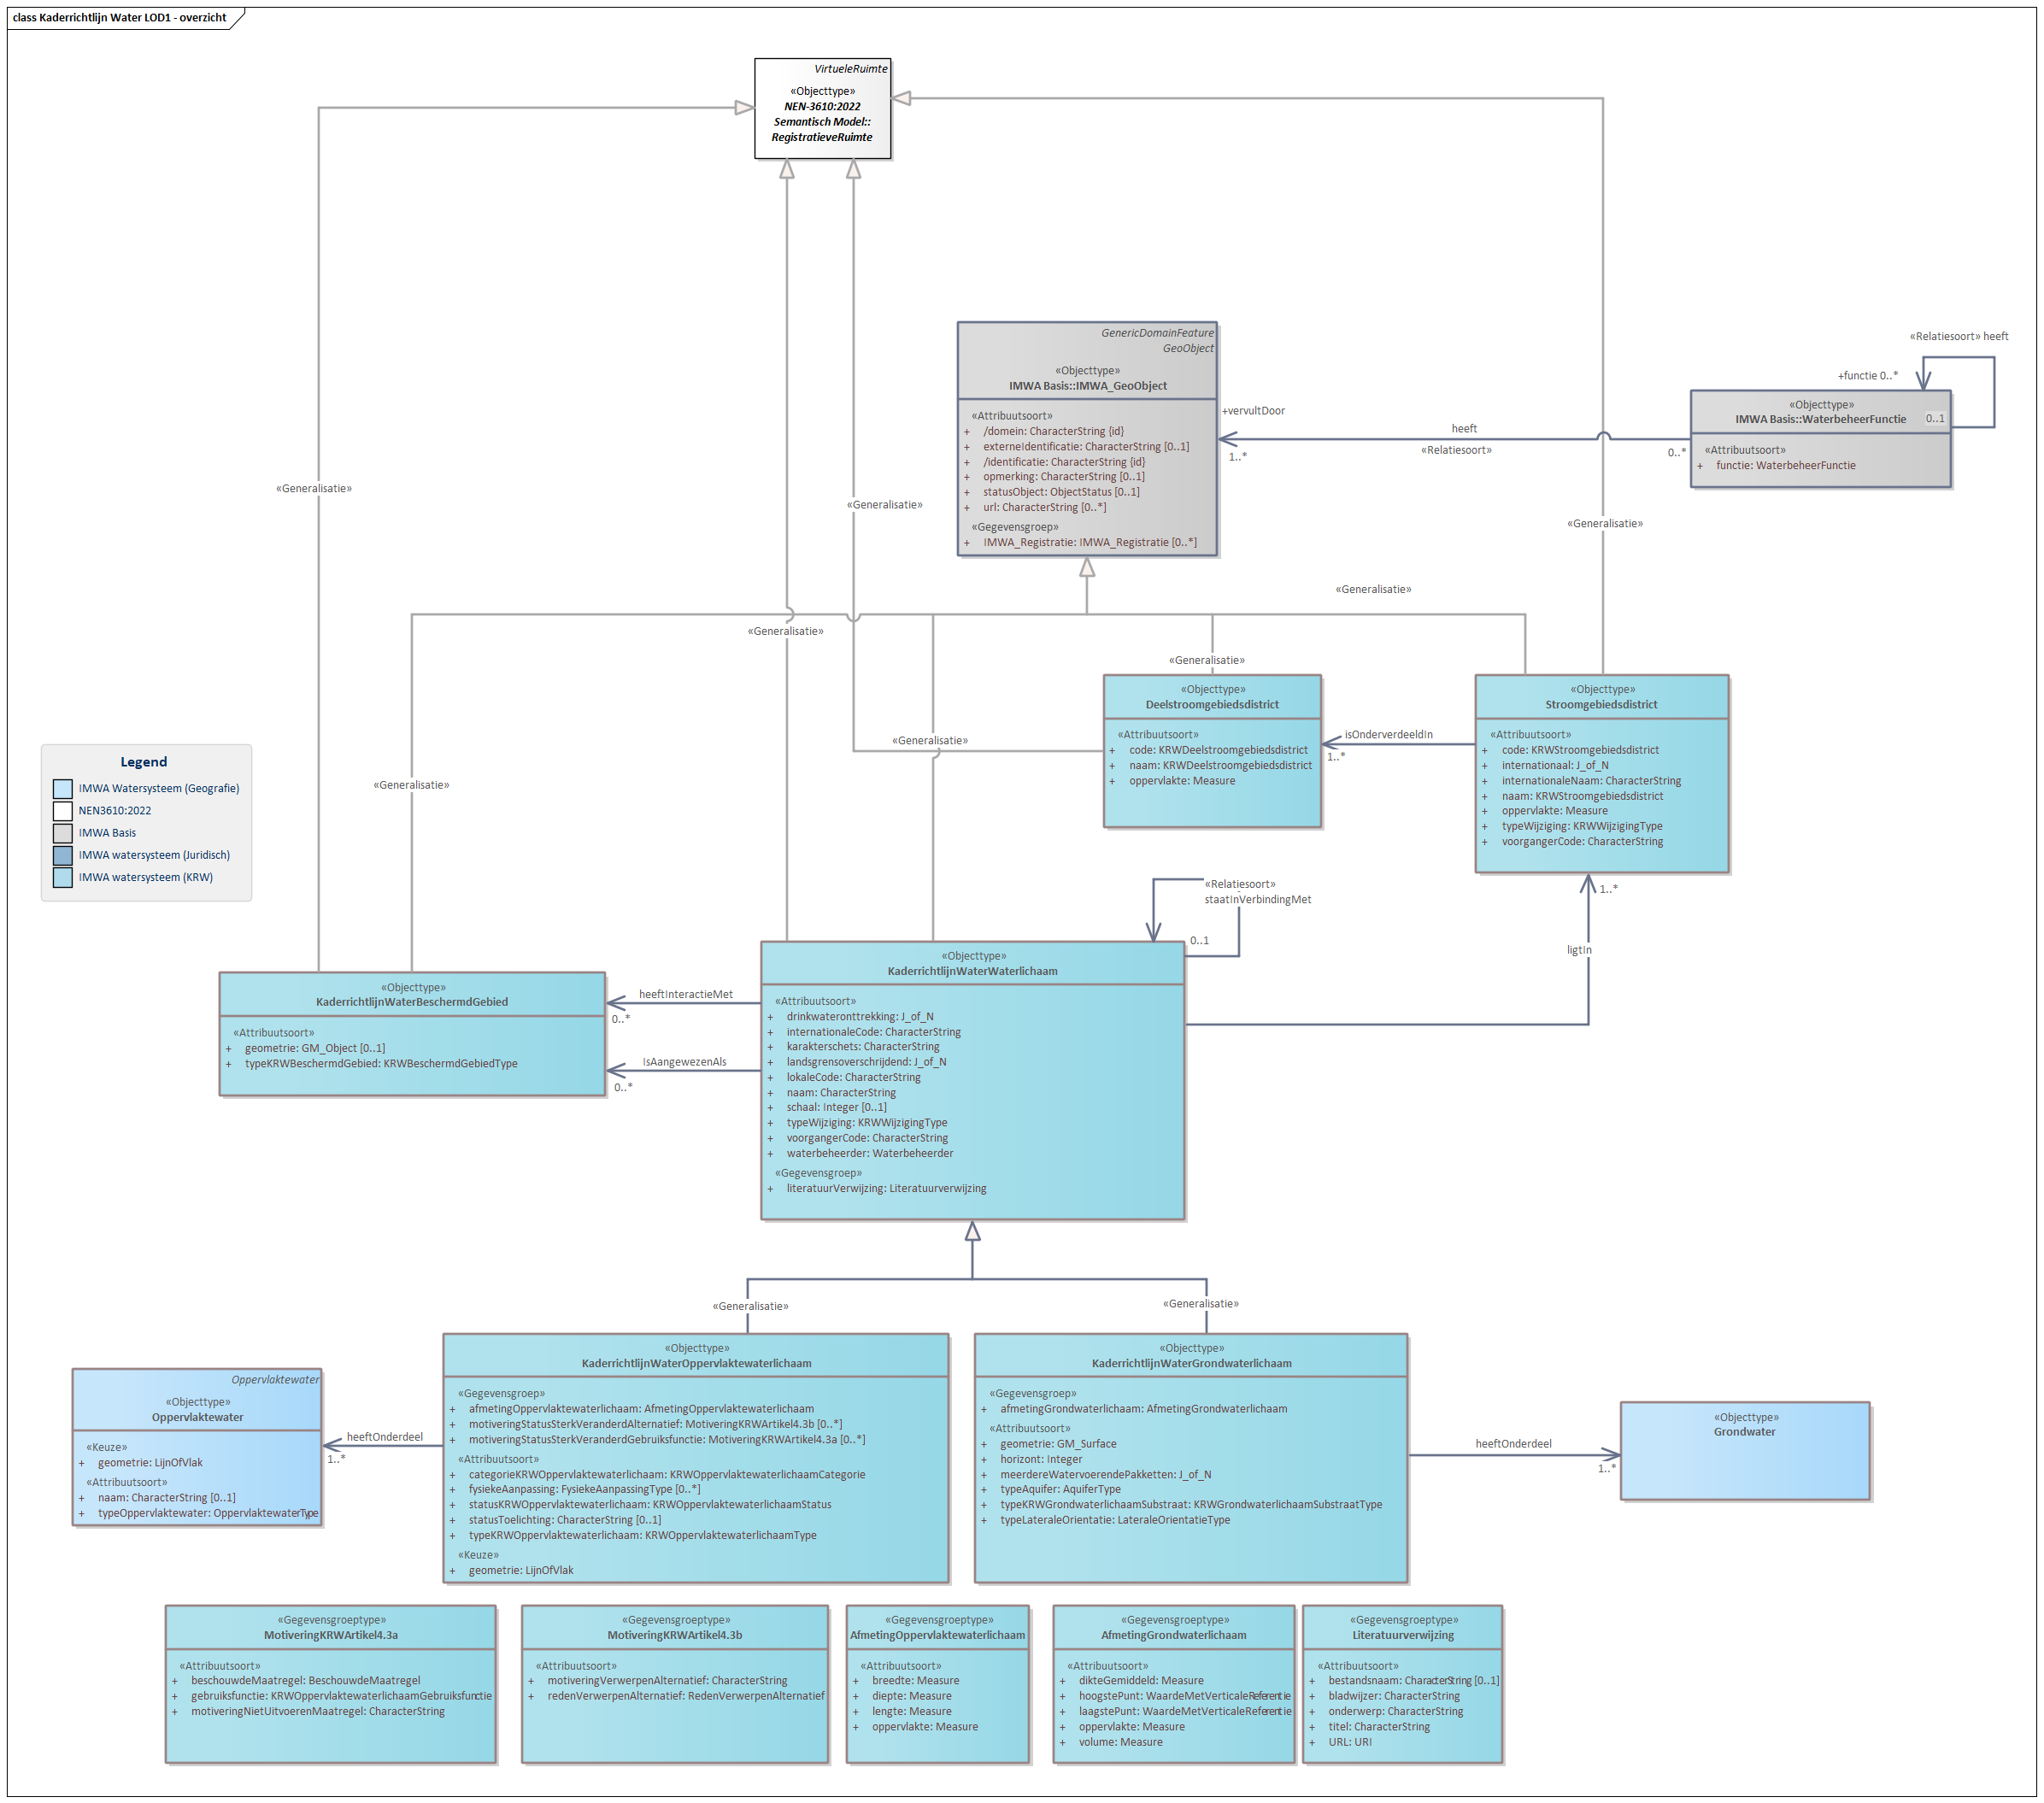 class Kaderrichtlijn Water LOD1 - overzicht
VirtueleRuimte
«Objecttype»
NEN-3610:2022
Semantisch Model::
RegistratieveRuimte
GenericDomainFeature
GeoObject
«Objecttype»
IMWA Basis::IMWA_GeoObject
«Attribuutsoort»
+ /domein: CharacterString {id}
+ externeIdentificatie: CharacterString [0..1]
+ /identificatie: CharacterString {id}
+ opmerking: CharacterString [0..1]
+ statusObject: ObjectStatus [0..1]
+ url: CharacterString [0..*]
«Gegevensgroep»
+ IMWA_Registratie: IMWA_Registratie [0..*]
«Relatiesoort» heeft
+functie 0..*
«Objecttype»
IMWA Basis::WaterbeheerFunctie
0..1
«Attribuutsoort»
+ functie: WaterbeheerFunctie
+vervultDoor
1..*
heeft
«Relatiesoort»
0..*
«Generalisatie»
«Generalisatie»
«Generalisatie»
«Generalisatie»
«Generalisatie»
«Generalisatie»
«Generalisatie»
«Generalisatie»
«Objecttype»
Deelstroomgebiedsdistrict
«Attribuutsoort»
+ code: KRWDeelstroomgebiedsdistrict
+ naam: KRWDeelstroomgebiedsdistrict
+ oppervlakte: Measure
isOnderverdeeldIn
1..*
«Objecttype»
Stroomgebiedsdistrict
«Attribuutsoort»
+ code: KRWStroomgebiedsdistrict
+ internationaal: J_of_N
+ internationaleNaam: CharacterString
+ naam: KRWStroomgebiedsdistrict
+ oppervlakte: Measure
+ typeWijziging: KRWWijzigingType
+ voorgangerCode: CharacterString
Legend
IMWA Watersysteem (Geografie)
NEN3610:2022
IMWA Basis
IMWA watersysteem (Juridisch)
IMWA watersysteem (KRW)
«Relatiesoort»
staatInVerbindingMet
0..1
1..*
ligtIn
«Objecttype»
KaderrichtlijnWaterBeschermdGebied
«Attribuutsoort»
+ geometrie: GM_Object [0..1]
+ typeKRWBeschermdGebied: KRWBeschermdGebiedType
heeftInteractieMet
0..*
IsAangewezenAls
0..*
«Objecttype»
KaderrichtlijnWaterWaterlichaam
«Attribuutsoort»
+ drinkwateronttrekking: J_of_N
+ internationaleCode: CharacterString
+ karakterschets: CharacterString
+ landsgrensoverschrijdend: J_of_N
+ lokaleCode: CharacterString
+ naam: CharacterString
+ schaal: Integer [0..1]
+ typeWijziging: KRWWijzigingType
+ voorgangerCode: CharacterString
+ waterbeheerder: Waterbeheerder
«Gegevensgroep»
+ literatuurVerwijzing: Literatuurverwijzing
«Generalisatie»
«Generalisatie»
Oppervlaktewater
«Objecttype»
Oppervlaktewater
«Keuze»
+ geometrie: LijnOfVlak
«Attribuutsoort»
+ naam: CharacterString [0..1]
+ typeOppervlaktewater: OppervlaktewaterType
heeftOnderdeel
1..*
«Objecttype»
KaderrichtlijnWaterOppervlaktewaterlichaam
«Gegevensgroep»
+ afmetingOppervlaktewaterlichaam: AfmetingOppervlaktewaterlichaam
+ motiveringStatusSterkVeranderdAlternatief: MotiveringKRWArtikel4.3b [0..*]
+ motiveringStatusSterkVeranderdGebruiksfunctie: MotiveringKRWArtikel4.3a [0..*]
«Attribuutsoort»
+ categorieKRWOppervlaktewaterlichaam: KRWOppervlaktewaterlichaamCategorie
+ fysiekeAanpassing: FysiekeAanpassingType [0..*]
+ statusKRWOppervlaktewaterlichaam: KRWOppervlaktewaterlichaamStatus
+ statusToelichting: CharacterString [0..1]
+ typeKRWOppervlaktewaterlichaam: KRWOppervlaktewaterlichaamType
«Keuze»
+ geometrie: LijnOfVlak
«Objecttype»
KaderrichtlijnWaterGrondwaterlichaam
«Gegevensgroep»
+ afmetingGrondwaterlichaam: AfmetingGrondwaterlichaam
«Attribuutsoort»
+ geometrie: GM_Surface
+ horizont: Integer
+ meerdereWatervoerendePakketten: J_of_N
+ typeAquifer: AquiferType
+ typeKRWGrondwaterlichaamSubstraat: KRWGrondwaterlichaamSubstraatType
+ typeLateraleOrientatie: LateraleOrientatieType
heeftOnderdeel
1..*
«Objecttype»
Grondwater
«Gegevensgroeptype»
MotiveringKRWArtikel4.3a
«Attribuutsoort»
+ beschouwdeMaatregel: BeschouwdeMaatregel
+ gebruiksfunctie: KRWOppervlaktewaterlichaamGebruiksfunctie
+ motiveringNietUitvoerenMaatregel: CharacterString
«Gegevensgroeptype»
MotiveringKRWArtikel4.3b
«Attribuutsoort»
+ motiveringVerwerpenAlternatief: CharacterString
+ redenVerwerpenAlternatief: RedenVerwerpenAlternatief
«Gegevensgroeptype»
AfmetingOppervlaktewaterlichaam
«Attribuutsoort»
+ breedte: Measure
+ diepte: Measure
+ lengte: Measure
+ oppervlakte: Measure
«Gegevensgroeptype»
AfmetingGrondwaterlichaam
«Attribuutsoort»
+ dikteGemiddeld: Measure
+ hoogstePunt: WaardeMetVerticaleReferentie
+ laagstePunt: WaardeMetVerticaleReferentie
+ oppervlakte: Measure
+ volume: Measure
«Gegevensgroeptype»
Literatuurverwijzing
«Attribuutsoort»
+ bestandsnaam: CharacterString [0..1]
+ bladwijzer: CharacterString
+ onderwerp: CharacterString
+ titel: CharacterString
+ URL: URI